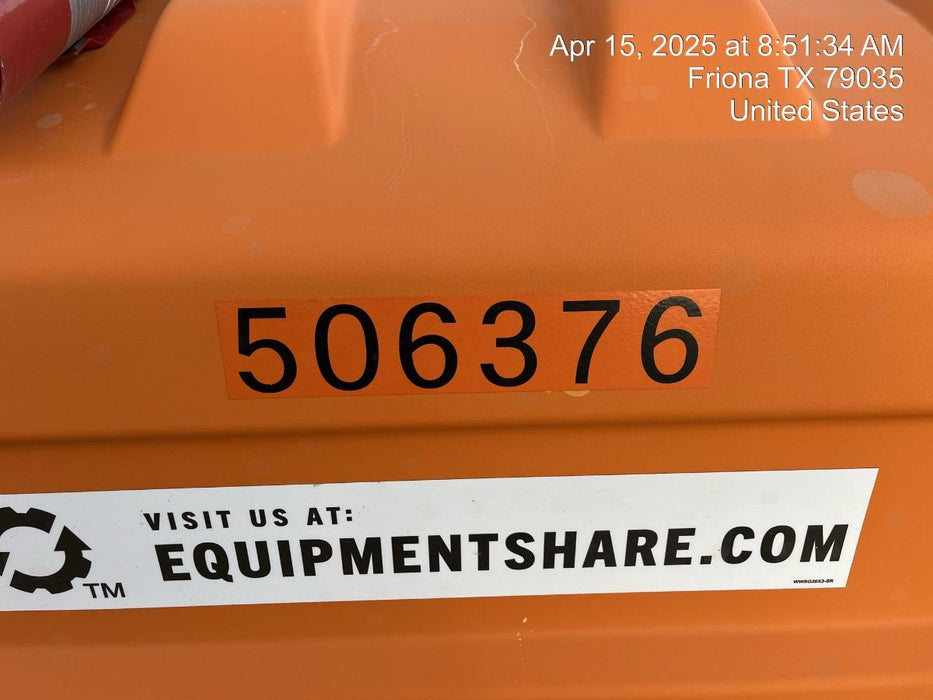 Apr 15, 2025 at 8:51:34 AM
Friona TX 79035
United States
506376
VISIT US AT:
EQUIPMENTSHARE.COM
TM